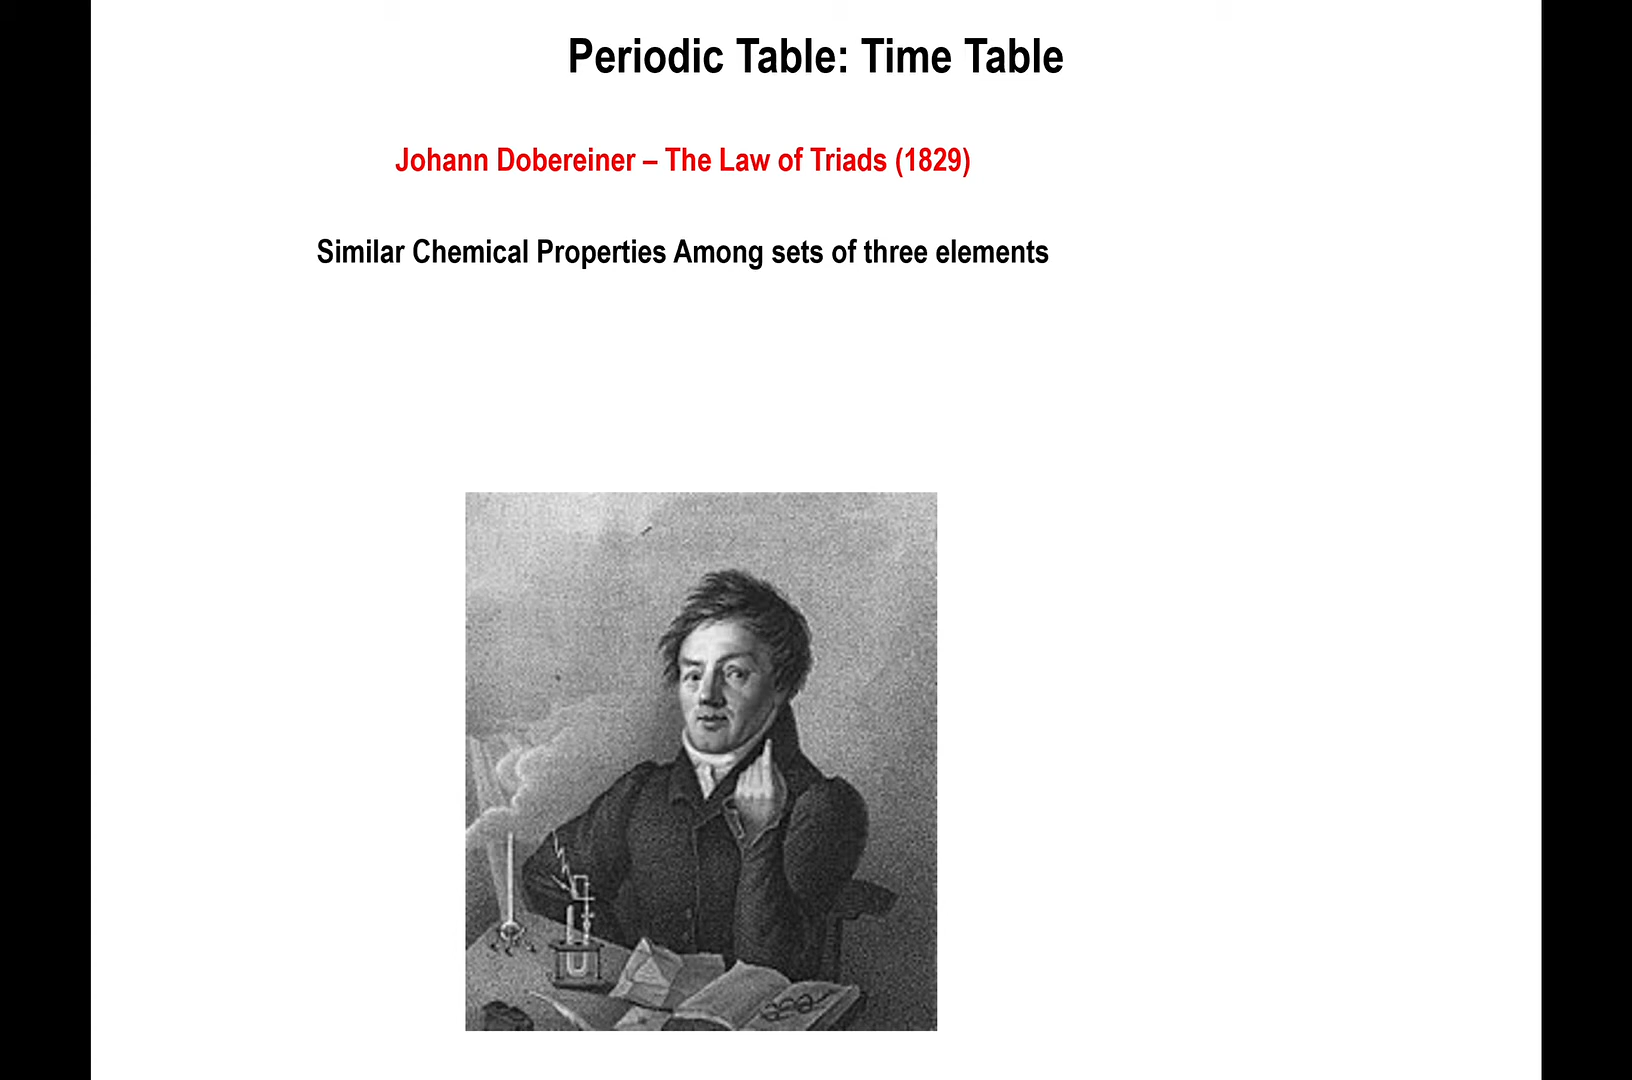 Periodic Table: Time Table
Johann Dobereiner – The Law of Triads (1829)
Similar Chemical Properties Among sets of three elements